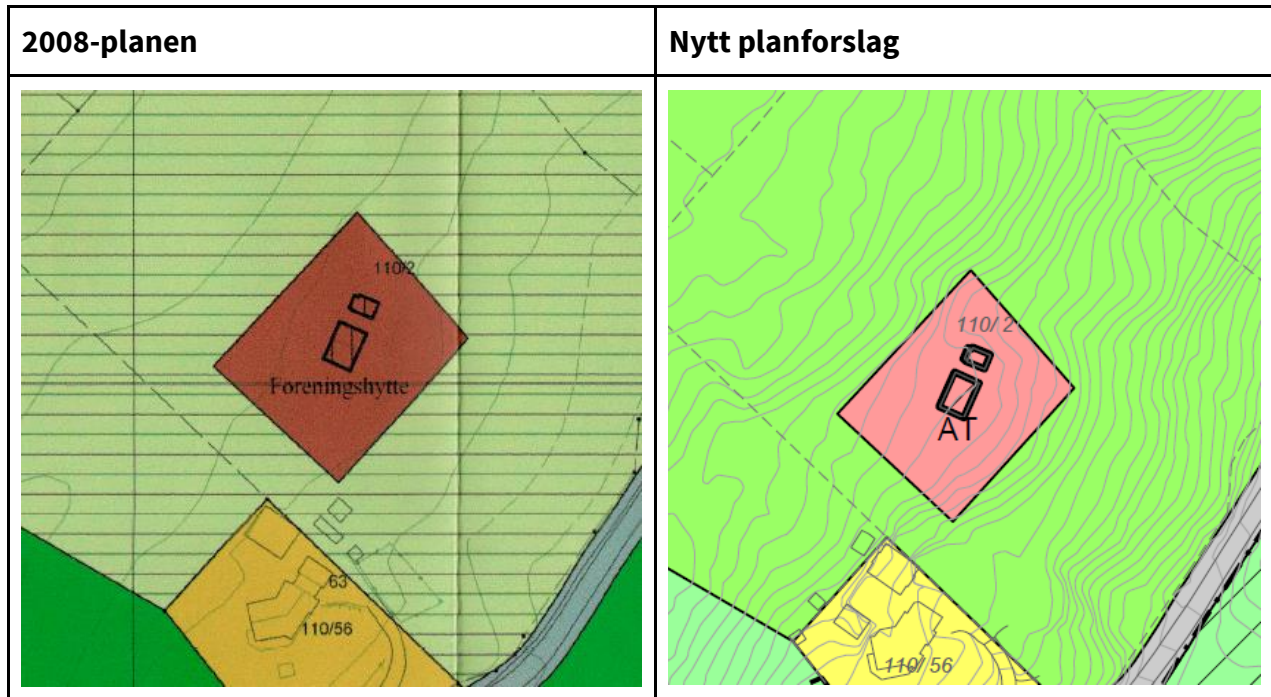 2008-planen
Nytt planforslag
110/2
Foreningshytte
63
110/56
110/ 2
AT
110/ 56